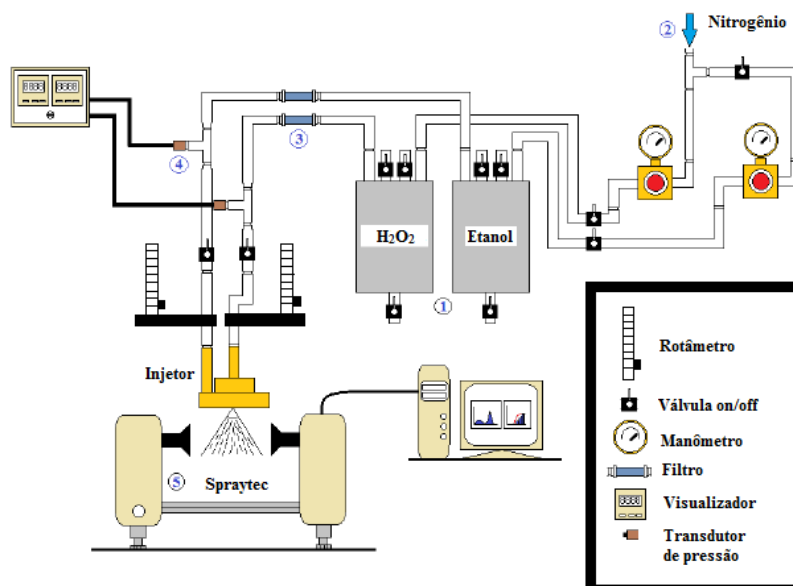 ② Nitrogênio
③
④
H₂O₂
Etanol
①
Injetor
⑤ Spraytec
Rotâmetro
Válvula on/off
Manômetro
Filtro
Visualizador
Transdutor
de pressão